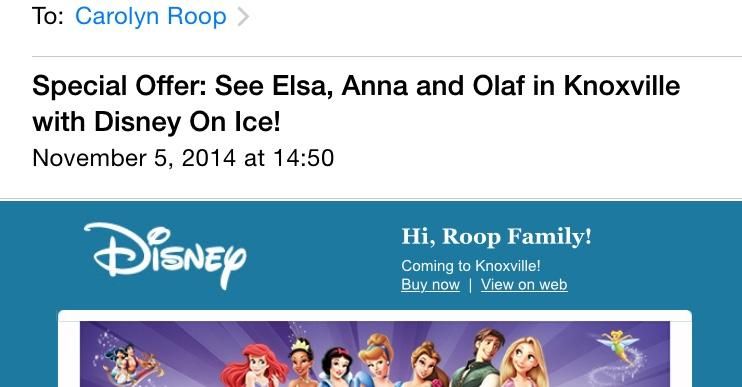 To: Carolyn Roop
Special Offer: See Elsa, Anna and Olaf in Knoxville
with Disney On Ice!
November 5, 2014 at 14:50
Disney
Hi, Roop Family!
Coming to Knoxville!
Buy now | View on web